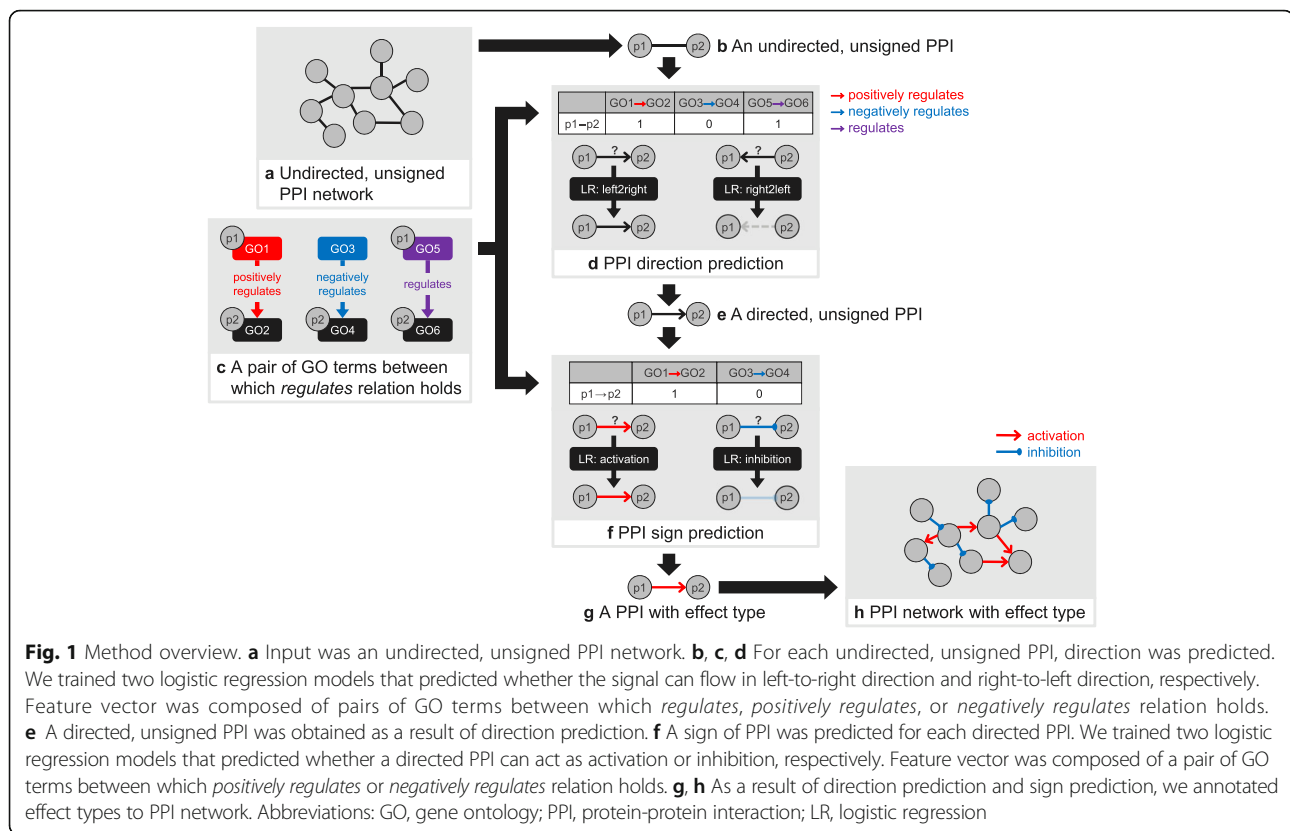 p1 p2 b An undirected, unsigned PPI
a Undirected, unsigned
PPI network
GO1→GO2 GO3→GO4 GO5→GO6
p1–p2 1 0 1
→ positively regulates
→ negatively regulates
→ regulates
p1 ? p2 p1 ? p2
LR: left2right LR: right2left
p1 p2 p1 p2
d PPI direction prediction
p1 p1
GO1 GO3 GO5
positively negatively regulates
regulates regulates
p2 p2 p2
GO2 GO4 GO6
c A pair of GO terms between
which regulates relation holds
p1 p2 e A directed, unsigned PPI
GO1→GO2 GO3→GO4
p1→p2 1 0
p1 ? p2 p1 ? p2
LR: activation LR: inhibition
p1 p2 p1 p2
f PPI sign prediction
p1 p2
g A PPI with effect type
activation
inhibition
h PPI network with effect type
Fig. 1 Method overview. a Input was an undirected, unsigned PPI network. b, c, d For each undirected, unsigned PPI, direction was predicted.
We trained two logistic regression models that predicted whether the signal can flow in left-to-right direction and right-to-left direction, respectively.
Feature vector was composed of pairs of GO terms between which regulates, positively regulates, or negatively regulates relation holds.
e A directed, unsigned PPI was obtained as a result of direction prediction. f A sign of PPI was predicted for each directed PPI. We trained two logistic
regression models that predicted whether a directed PPI can act as activation or inhibition, respectively. Feature vector was composed of a pair of GO
terms between which positively regulates or negatively regulates relation holds. g, h As a result of direction prediction and sign prediction, we annotated
effect types to PPI network. Abbreviations: GO, gene ontology; PPI, protein-protein interaction; LR, logistic regression